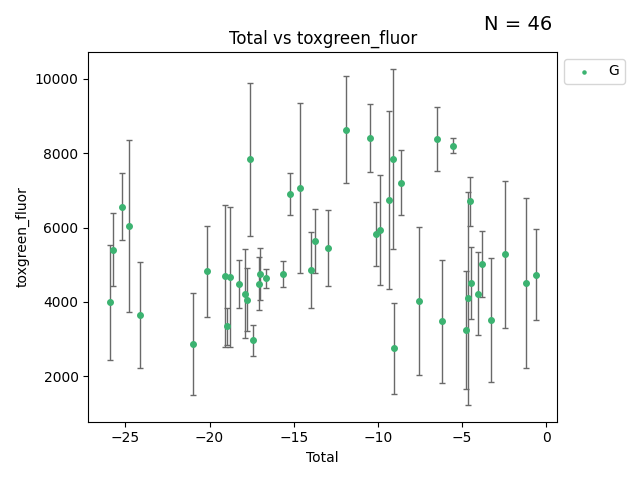 N = 46
Total vs toxgreen_fluor
G
10000
8000
6000
4000
2000
toxgreen_fluor
−25 −20 −15 −10 −5 0
Total